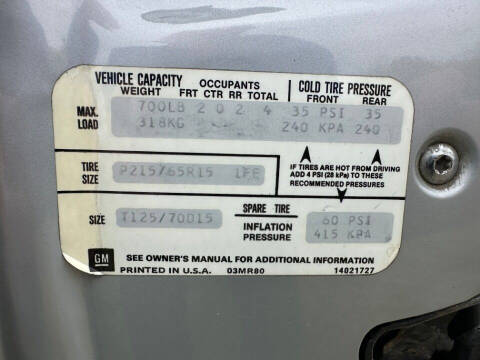 VEHICLE CAPACITY OCCUPANTS COLD TIRE PRESSURE
WEIGHT FRT CTR RR TOTAL FRONT REAR
MAX. 700LB 2 0 2 4 35 PSI 35
LOAD 318KG 240 KPA 240
TIRE SIZE P215/65R15
IF TIRES ARE HOT FROM DRIVING
ADD 4 PSI (28 kPa) TO THESE
RECOMMENDED PRESSURES
SIZE T125/70D15
SPARE TIRE
INFLATION 60 PSI
PRESSURE 415 KPA
GM
SEE OWNER'S MANUAL FOR ADDITIONAL INFORMATION
PRINTED IN U.S.A. 03MR80 14021727